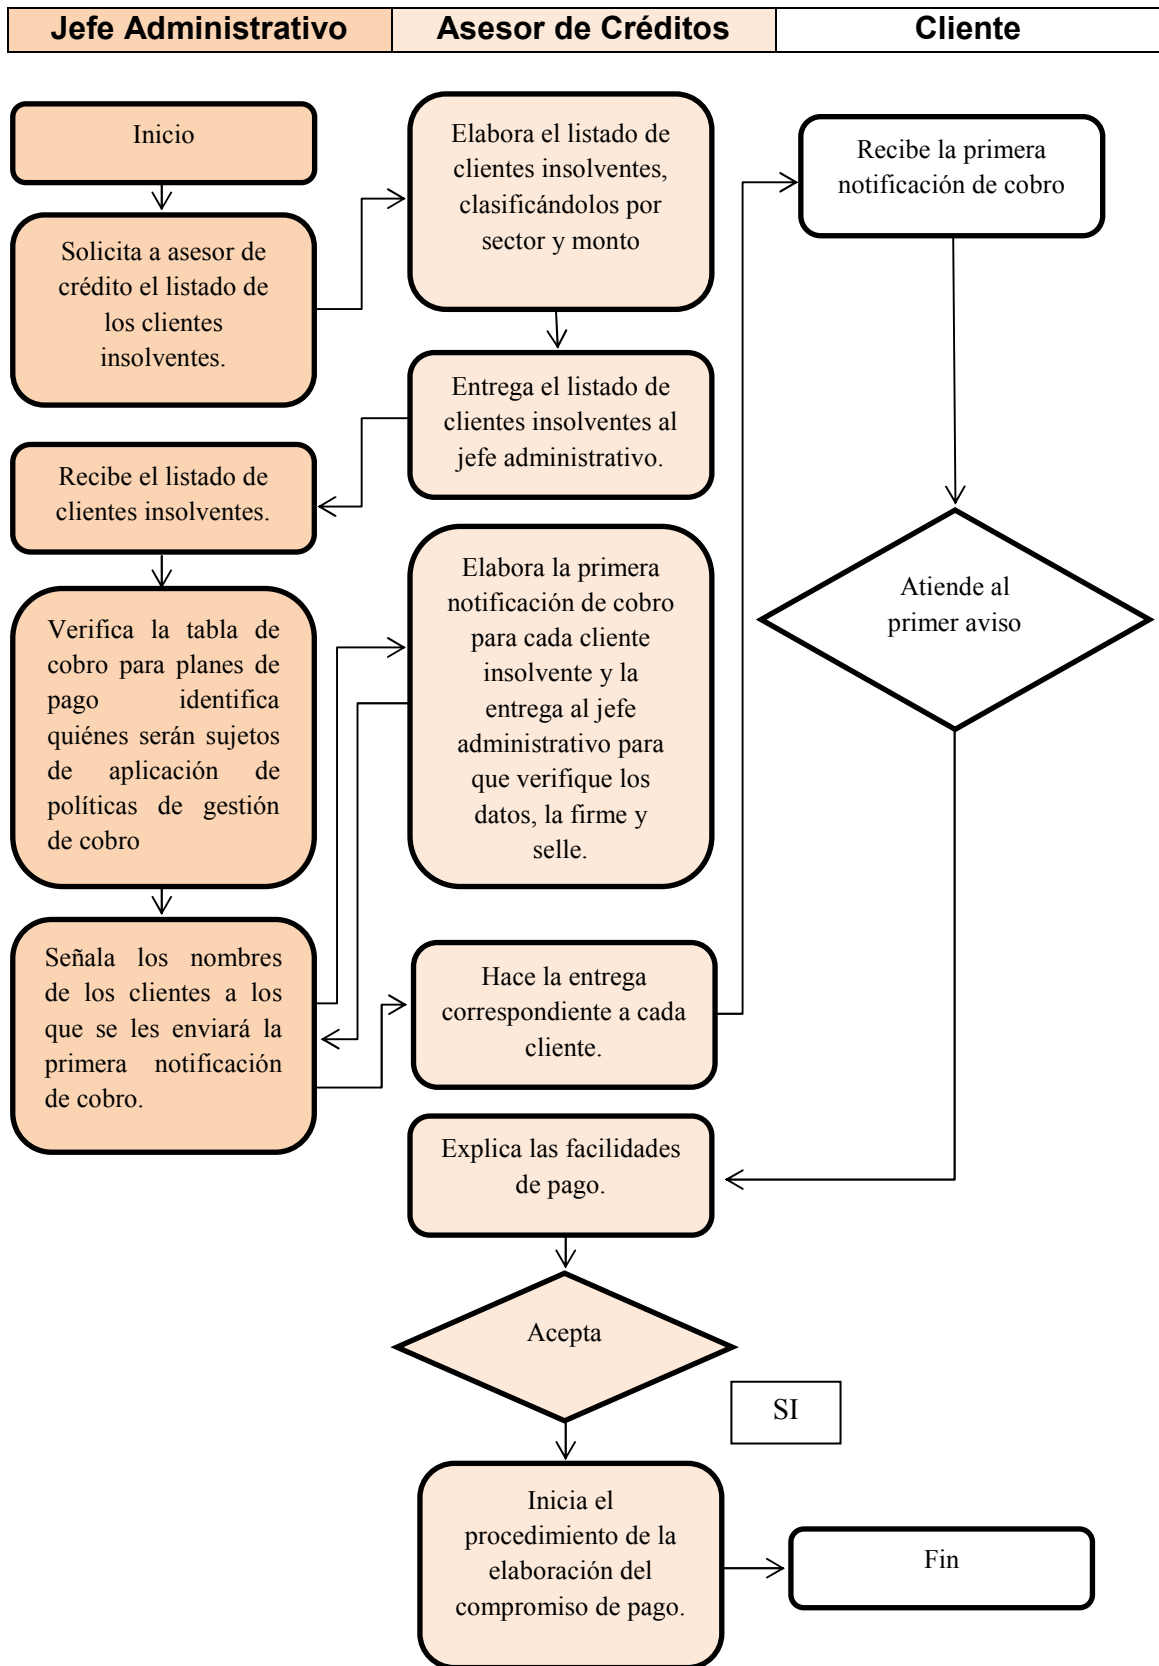 Jefe Administrativo
Asesor de Créditos
Cliente
Inicio
Solicita a asesor de
crédito el listado de
los clientes
insolventes.
Elabora el listado de
clientes insolventes,
clasificándolos por
sector y monto
Entrega el listado de
clientes insolventes al
jefe administrativo.
Recibe el listado de
clientes insolventes.
Verifica la tabla de
cobro para planes de
pago identifica
quiénes serán sujetos
de aplicación de
políticas de gestión
de cobro
Señala los nombres
de los clientes a los
que se les enviará la
primera notificación
de cobro.
Elabora la primera
notificación de cobro
para cada cliente
insolvente y la
entrega al jefe
administrativo para
que verifique los
datos, la firme y
selle.
Hace la entrega
correspondiente a cada
cliente.
Recibe la primera
notificación de cobro
Atiende al
primer aviso
Explica las facilidades
de pago.
Acepta
SI
Inicia el
procedimiento de la
elaboración del
compromiso de pago.
Fin